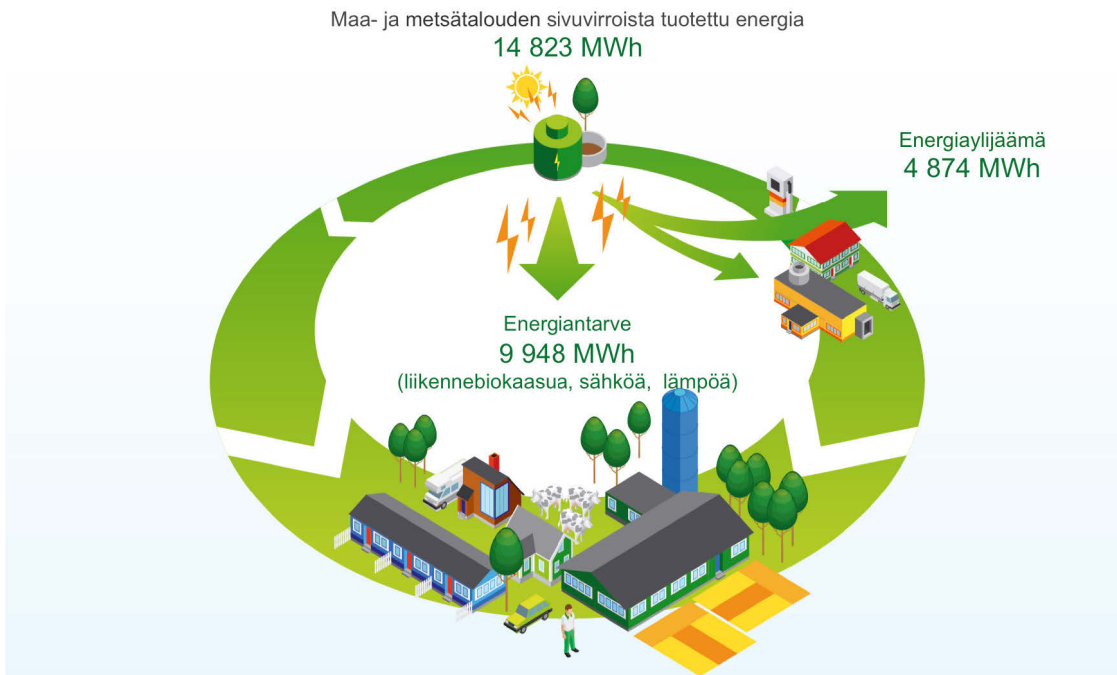 Maa- ja metsätalouden sivuvirroista tuotettu energia
14 823 MWh
Energiaylijäämä
4 874 MWh
Energiantarve
9 948 MWh
(liikennebiokaasua, sähköä, lämpöä)